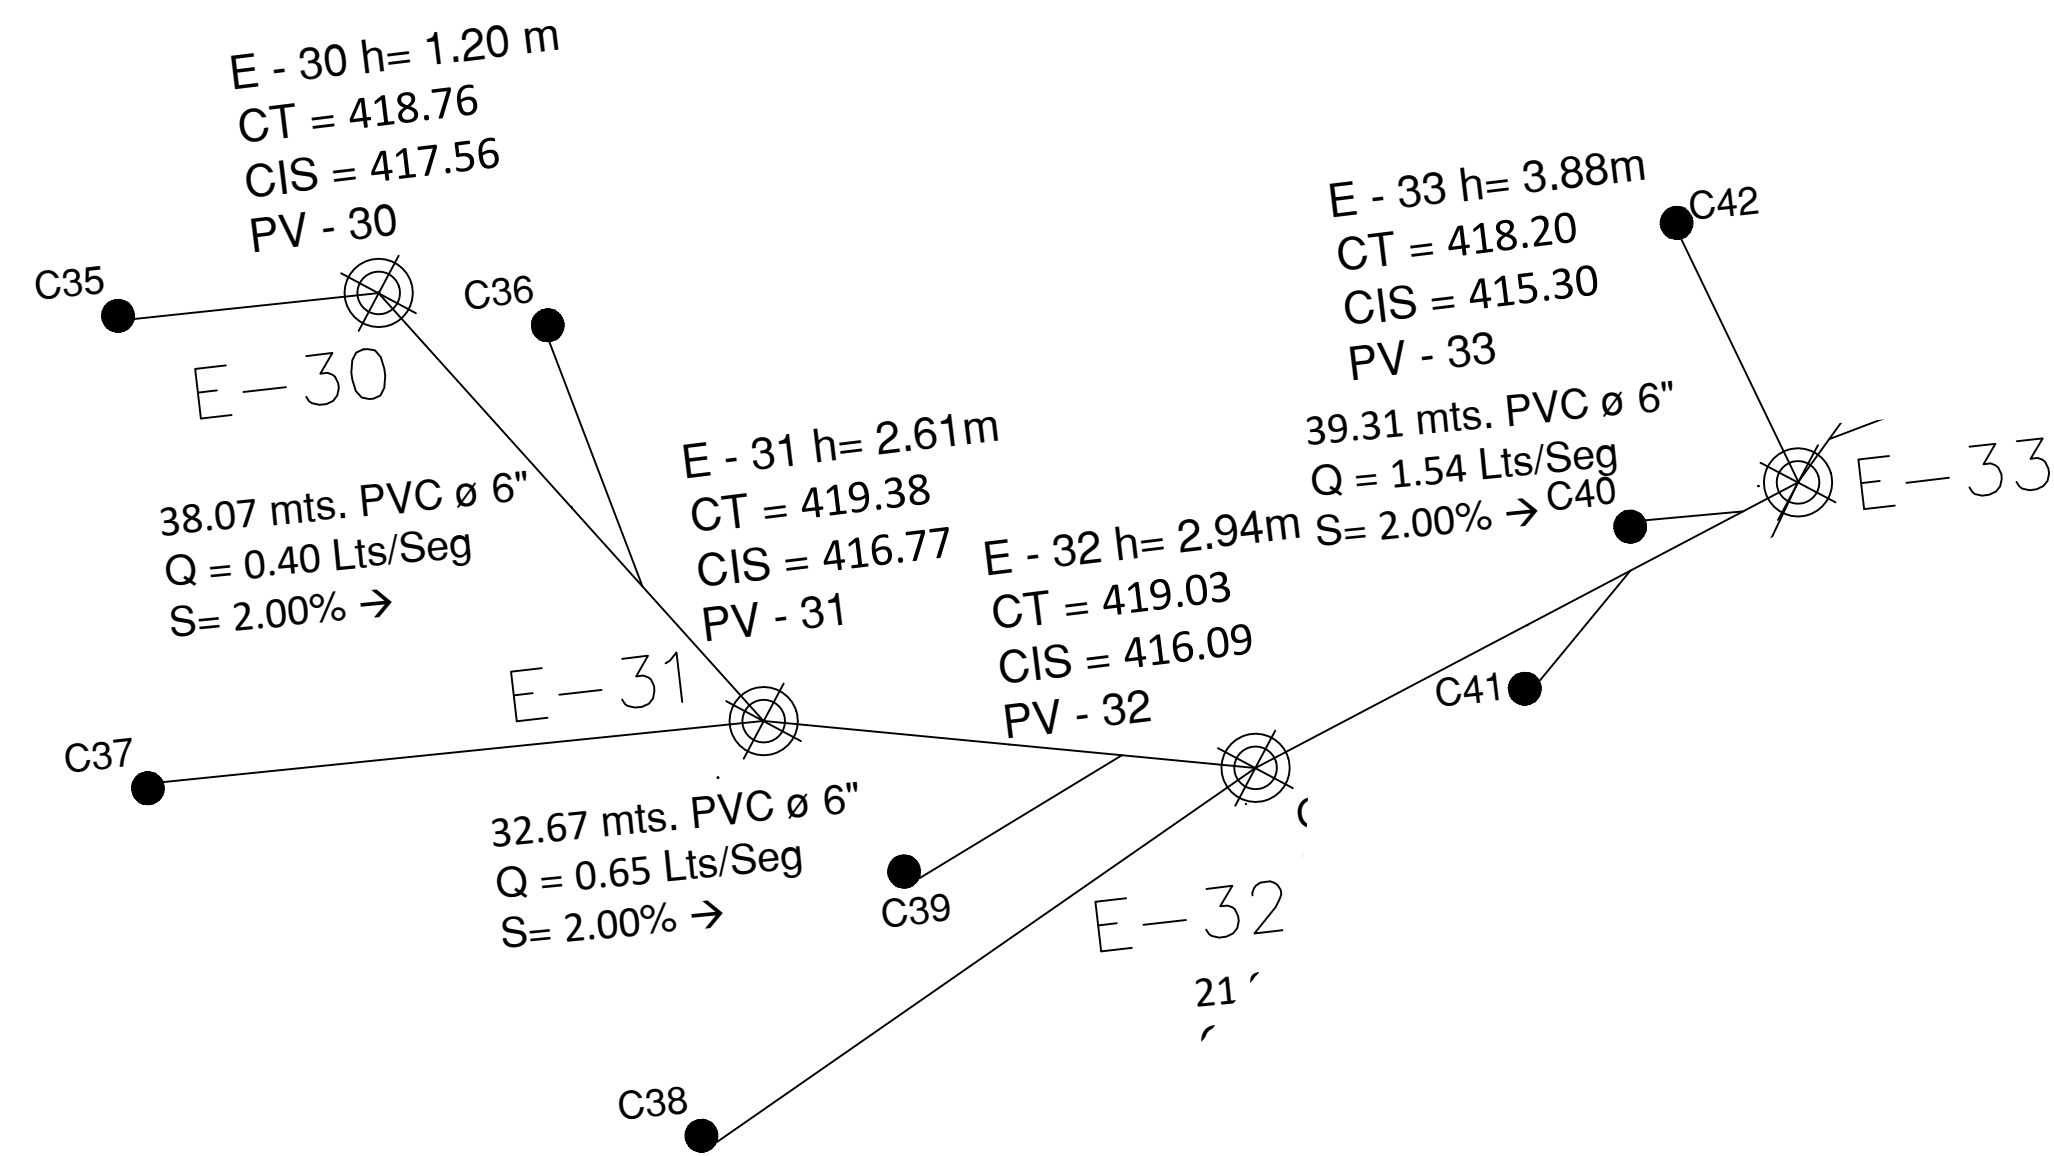 E - 30 h= 1.20 m
CT = 418.76
CIS = 417.56
PV - 30
C35
E-30
C36
38.07 mts. PVC ø 6"
Q = 0.40 Lts/Seg
S= 2.00% →
E - 31 h= 2.61m
CT = 419.38
CIS = 416.77
PV - 31
E-31
C37
32.67 mts. PVC ø 6"
Q = 0.65 Lts/Seg
S= 2.00% →
E - 32 h= 2.94m
CT = 419.03
CIS = 416.09
PV - 32
C39
E-32
21
C38
E - 33 h= 3.88m
CT = 418.20
CIS = 415.30
PV - 33
C42
39.31 mts. PVC ø 6"
Q = 1.54 Lts/Seg
S= 2.00% →
C40
E-33
C41